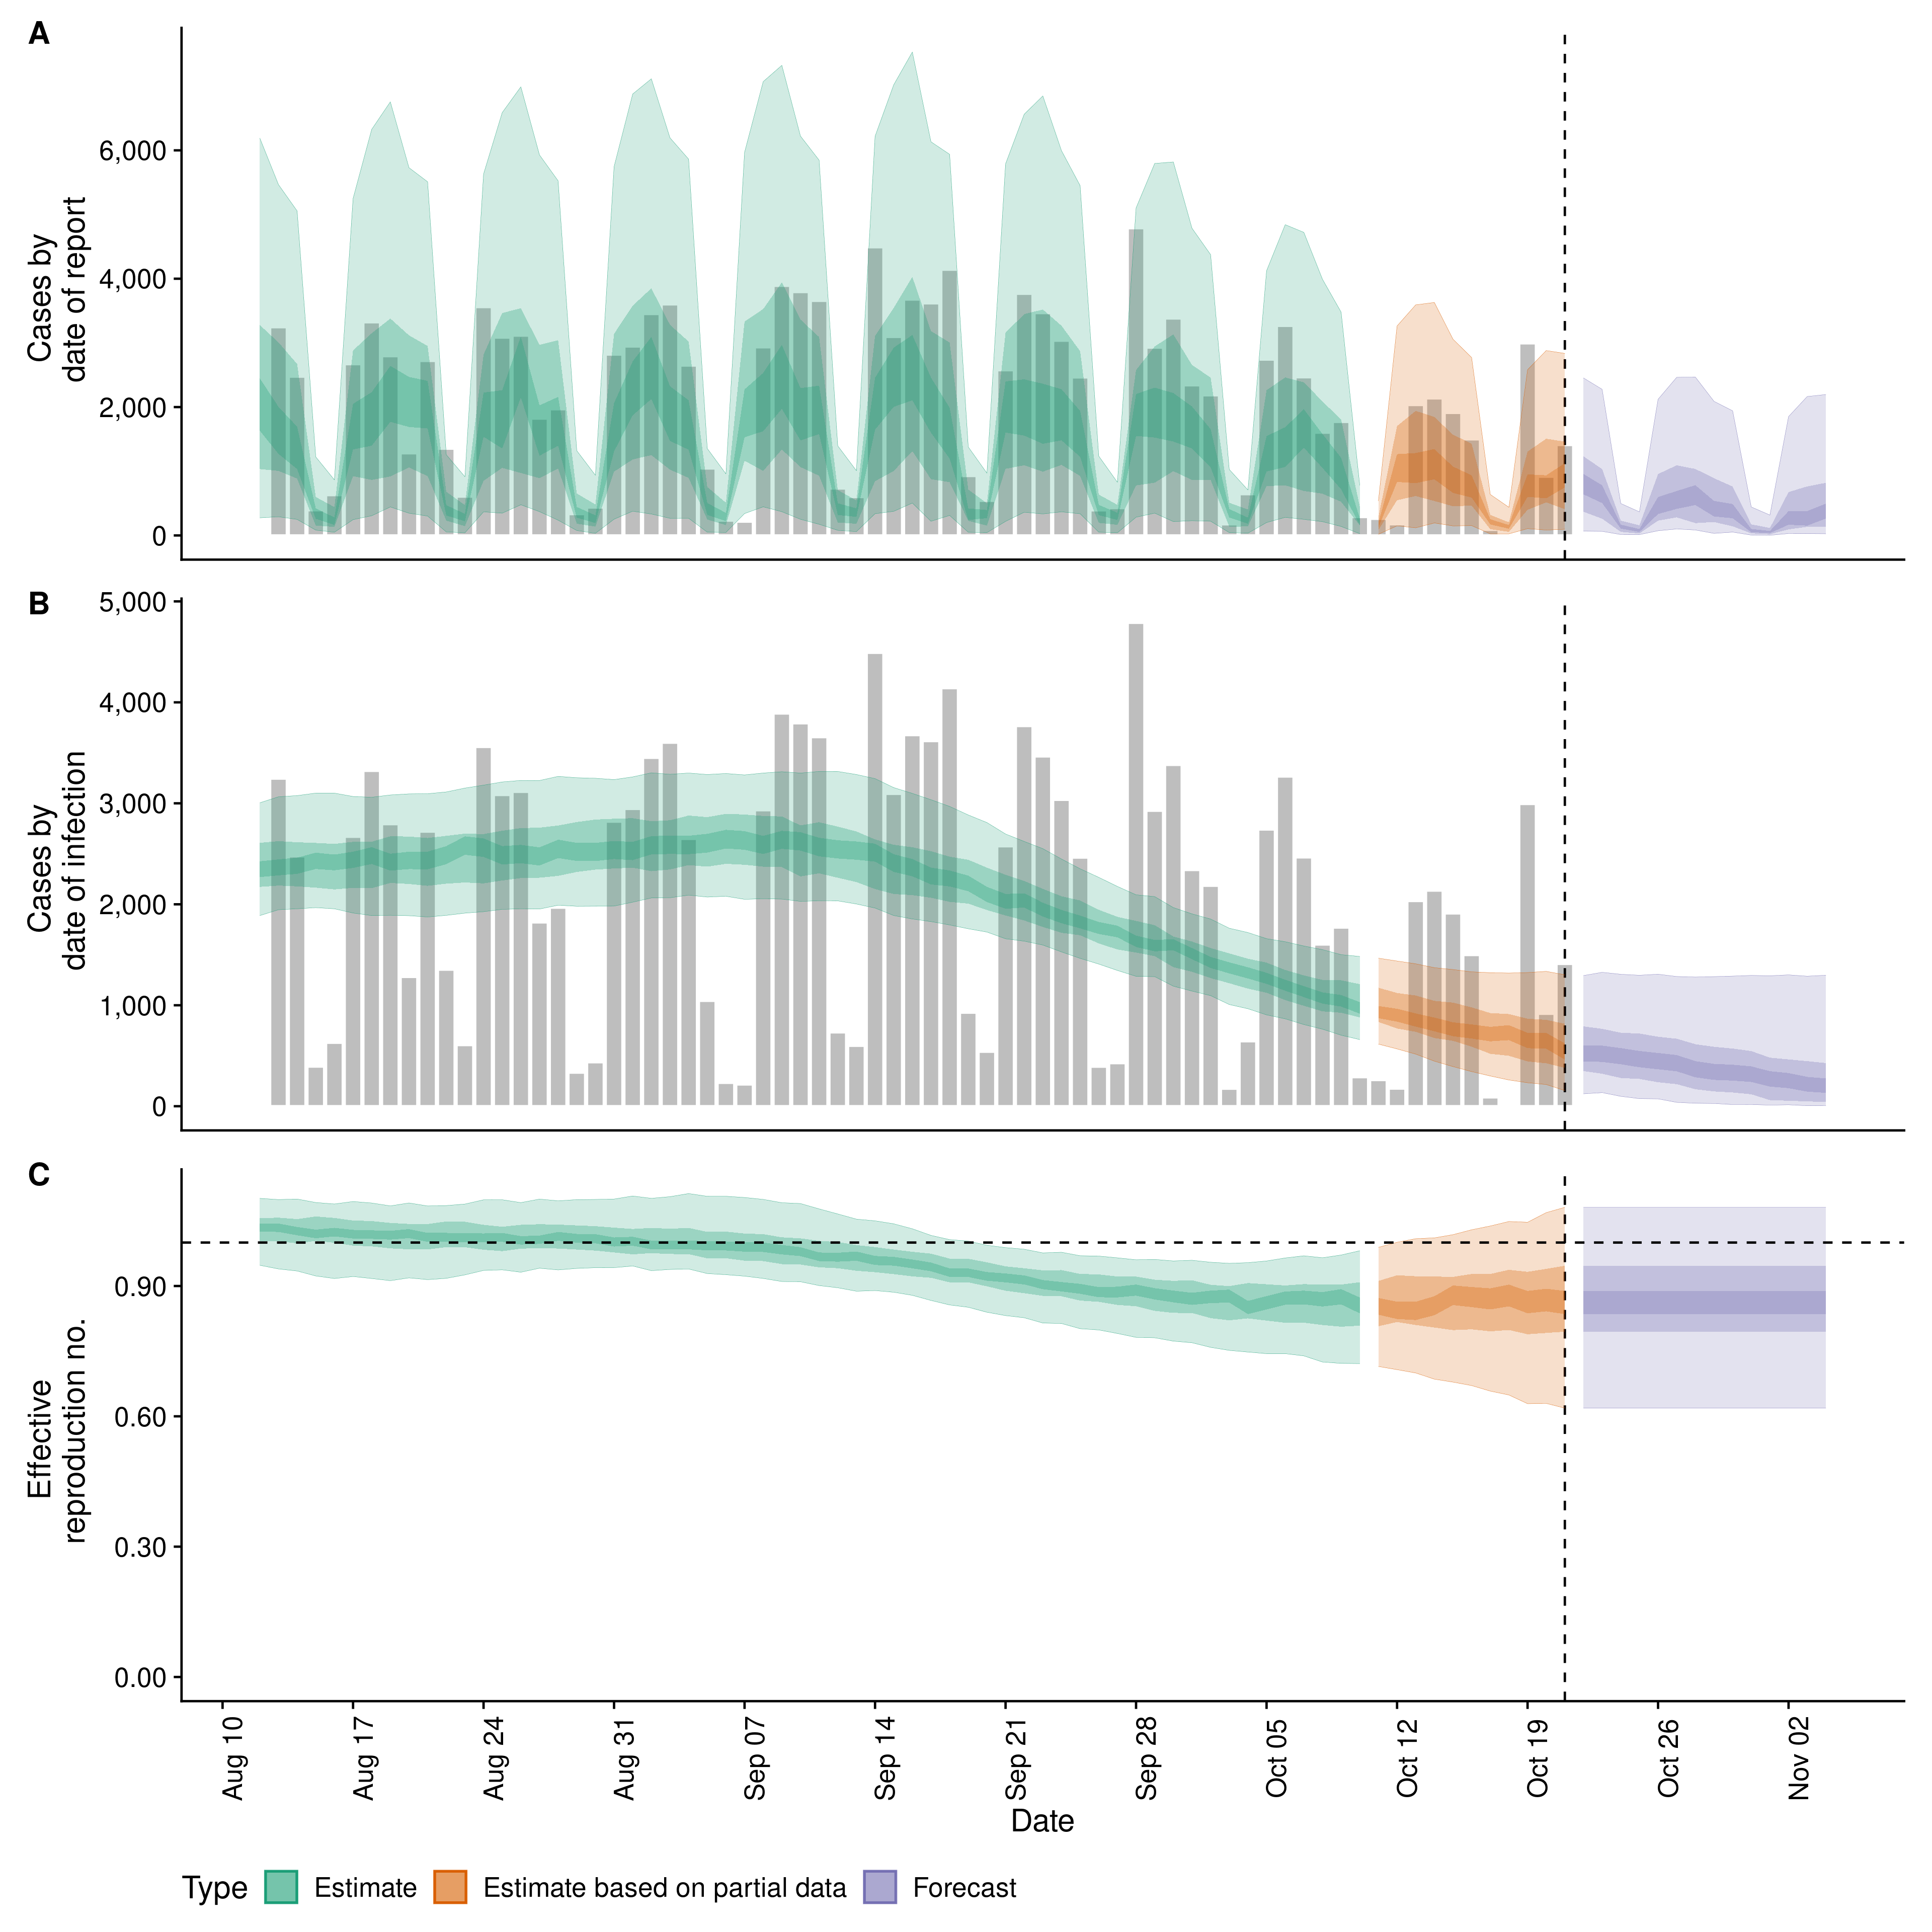 A
Cases by
date of report
6,000
4,000
2,000
0
B
Cases by
date of infection
5,000
4,000
3,000
2,000
1,000
0
C
Effective
reproduction no.
0.90
0.60
0.30
0.00
Aug 10
Aug 17
Aug 24
Aug 31
Sep 07
Sep 14
Sep 21
Sep 28
Oct 05
Oct 12
Oct 19
Oct 26
Nov 02
Date
Type Estimate Estimate based on partial data Forecast